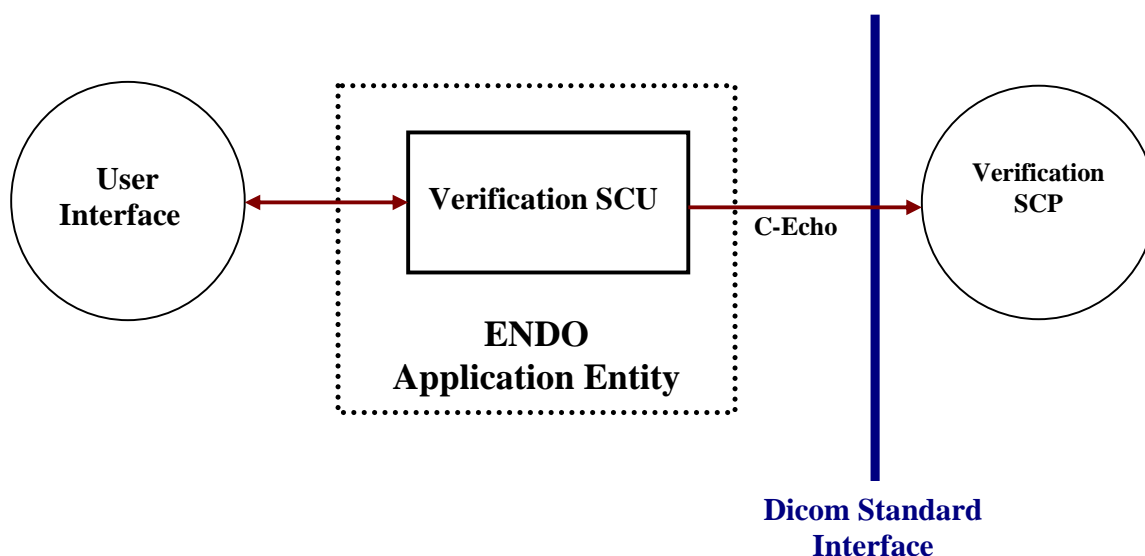 User
Interface
Verification SCU
C-Echo
Verification
SCP
ENDO
Application Entity
Dicom Standard
Interface